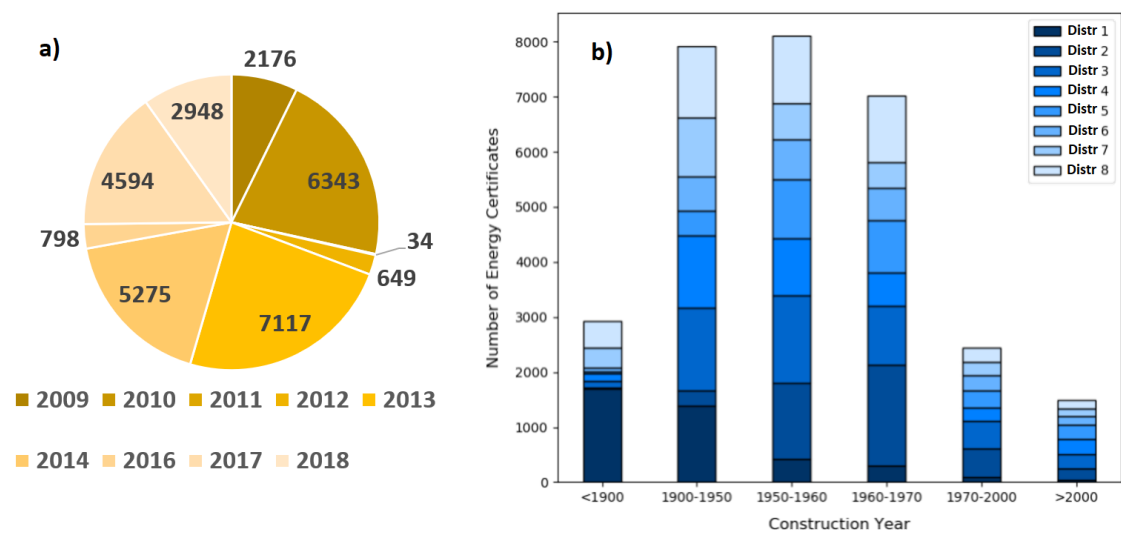 a)
2176
6343
34
649
7117
5275
798
4594
2948
2009 2010 2011 2012 2013
2014 2016 2017 2018
b)
Number of Energy Certificates
8000
7000
6000
5000
4000
3000
2000
1000
0
<1900 1900-1950 1950-1960 1960-1970 1970-2000 >2000
Construction Year
Distr 1
Distr 2
Distr 3
Distr 4
Distr 5
Distr 6
Distr 7
Distr 8